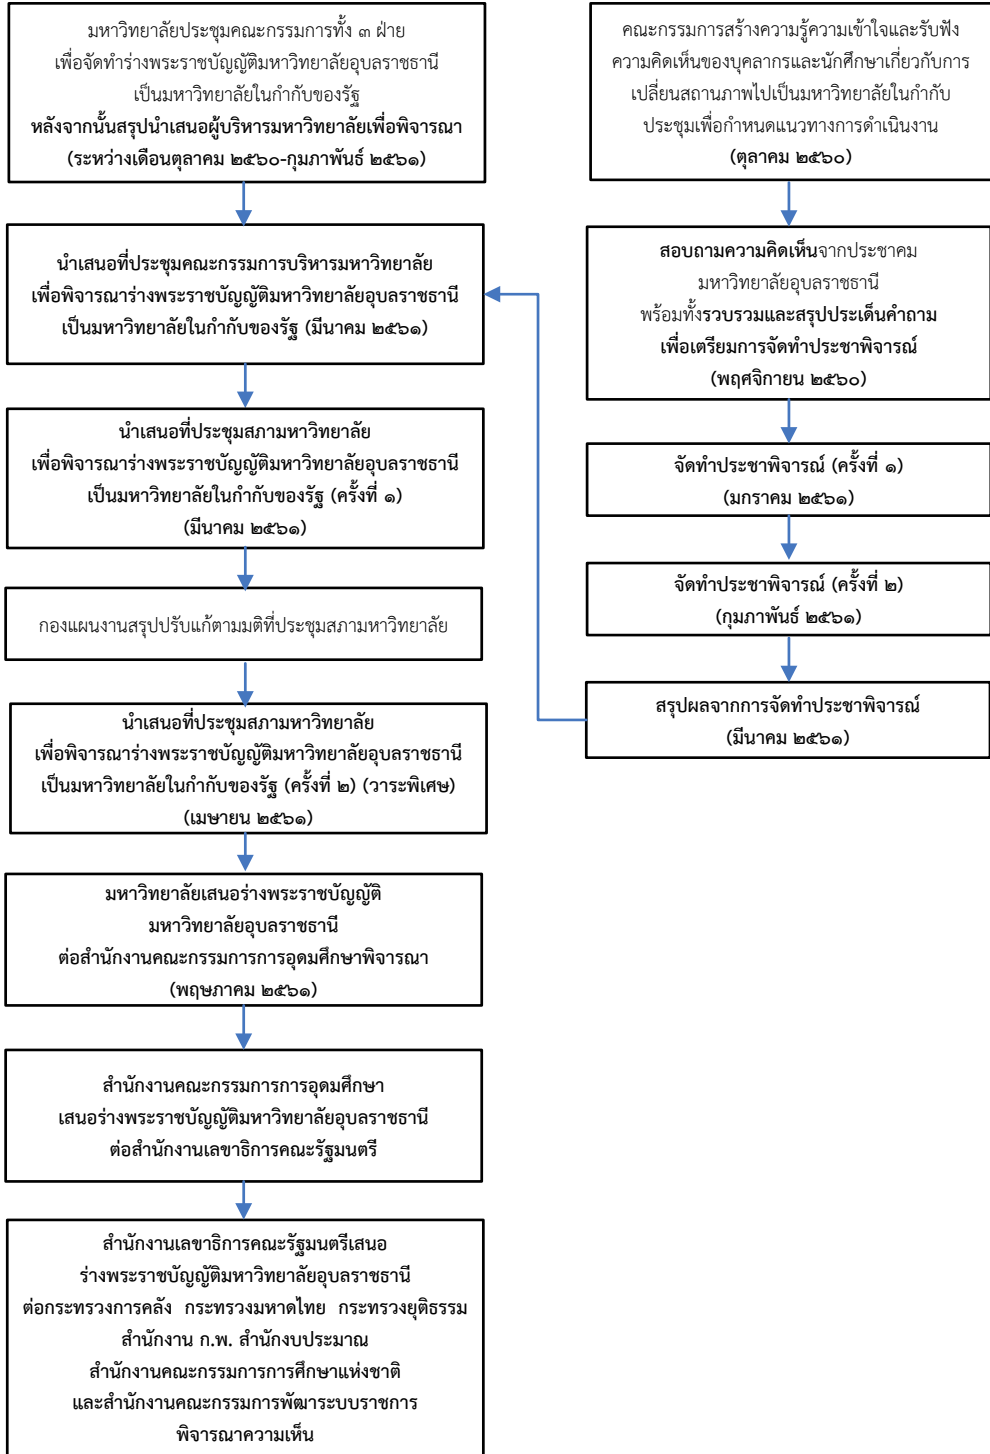 มหาวิทยาลัยประชุมคณะกรรมการทั้ง ๓ ฝ่าย
เพื่อจัดทำร่างพระราชบัญญัติมหาวิทยาลัยอุบลราชธานี
เป็นมหาวิทยาลัยในกำกับของรัฐ
หลังจากนั้นสรุปนำเสนอผู้บริหารมหาวิทยาลัยเพื่อพิจารณา
(ระหว่างเดือนตุลาคม ๒๕๖๐-กุมภาพันธ์ ๒๕๖๑)
นำเสนอที่ประชุมคณะกรรมการบริหารมหาวิทยาลัย
เพื่อพิจารณาร่างพระราชบัญญัติมหาวิทยาลัยอุบลราชธานี
เป็นมหาวิทยาลัยในกำกับของรัฐ (มีนาคม ๒๕๖๑)
นำเสนอที่ประชุมสภามหาวิทยาลัย
เพื่อพิจารณาร่างพระราชบัญญัติมหาวิทยาลัยอุบลราชธานี
เป็นมหาวิทยาลัยในกำกับของรัฐ (ครั้งที่ ๑)
(มีนาคม ๒๕๖๑)
กองแผนงานสรุปปรับแก้ตามมติที่ประชุมสภามหาวิทยาลัย
นำเสนอที่ประชุมสภามหาวิทยาลัย
เพื่อพิจารณาร่างพระราชบัญญัติมหาวิทยาลัยอุบลราชธานี
เป็นมหาวิทยาลัยในกำกับของรัฐ (ครั้งที่ ๒) (วาระพิเศษ)
(เมษายน ๒๕๖๑)
มหาวิทยาลัยเสนอร่างพระราชบัญญัติ
มหาวิทยาลัยอุบลราชธานี
ต่อสำนักงานคณะกรรมการการอุดมศึกษาพิจารณา
(พฤษภาคม ๒๕๖๑)
สำนักงานคณะกรรมการการอุดมศึกษา
เสนอร่างพระราชบัญญัติมหาวิทยาลัยอุบลราชธานี
ต่อสำนักงานเลขาธิการคณะรัฐมนตรี
สำนักงานเลขาธิการคณะรัฐมนตรีเสนอ
ร่างพระราชบัญญัติมหาวิทยาลัยอุบลราชธานี
ต่อกระทรวงการคลัง กระทรวงมหาดไทย กระทรวงยุติธรรม
สำนักงาน ก.พ. สำนักงบประมาณ
สำนักงานคณะกรรมการการศึกษาแห่งชาติ
และสำนักงานคณะกรรมการพัฒาระบบราชการ
พิจารณาความเห็น
คณะกรรมการสร้างความรู้ความเข้าใจและรับฟัง
ความคิดเห็นของบุคลากรและนักศึกษาเกี่ยวกับการ
เปลี่ยนสถานภาพไปเป็นมหาวิทยาลัยในกำกับ
ประชุมเพื่อกำหนดแนวทางการดำเนินงาน
(ตุลาคม ๒๕๖๐)
สอบถามความคิดเห็นจากประชาคม
มหาวิทยาลัยอุบลราชธานี
พร้อมทั้งรวบรวมและสรุปประเด็นคำถาม
เพื่อเตรียมการจัดทำประชาพิจารณ์
(พฤศจิกายน ๒๕๖๐)
จัดทำประชาพิจารณ์ (ครั้งที่ ๑)
(มกราคม ๒๕๖๑)
จัดทำประชาพิจารณ์ (ครั้งที่ ๒)
(กุมภาพันธ์ ๒๕๖๑)
สรุปผลจากการจัดทำประชาพิจารณ์
(มีนาคม ๒๕๖๑)